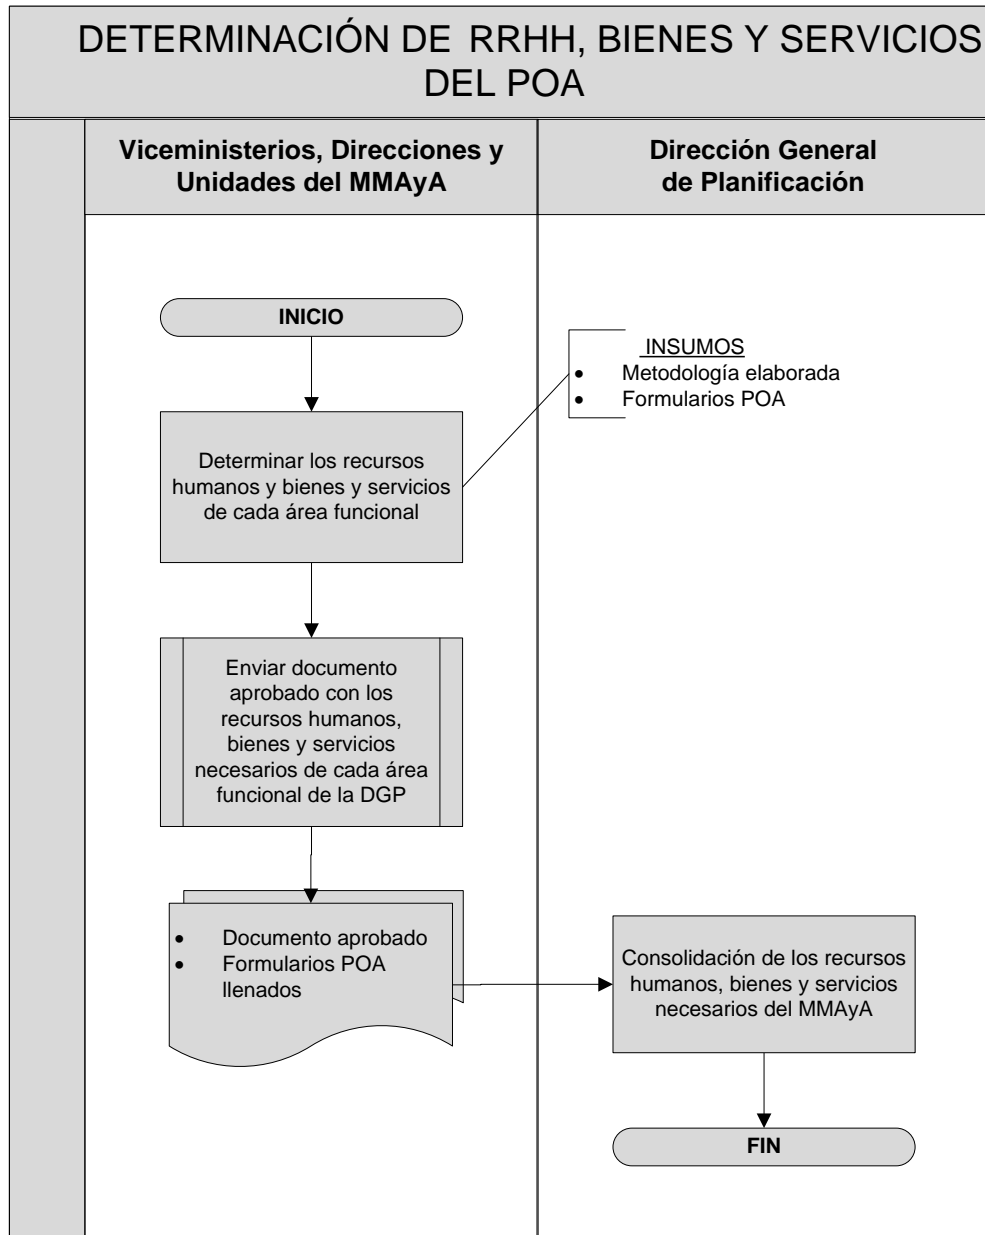 DETERMINACIÓN DE RRHH, BIENES Y SERVICIOS
DEL POA
Viceministerios, Direcciones y
Unidades del MMAyA
Dirección General
de Planificación
INICIO
INSUMOS
• Metodología elaborada
• Formularios POA
Determinar los recursos
humanos y bienes y servicios
de cada área funcional
Enviar documento
aprobado con los
recursos humanos,
bienes y servicios
necesarios de cada área
funcional de la DGP
• Documento aprobado
• Formularios POA
llenados
Consolidación de los recursos
humanos, bienes y servicios
necesarios del MMAyA
FIN